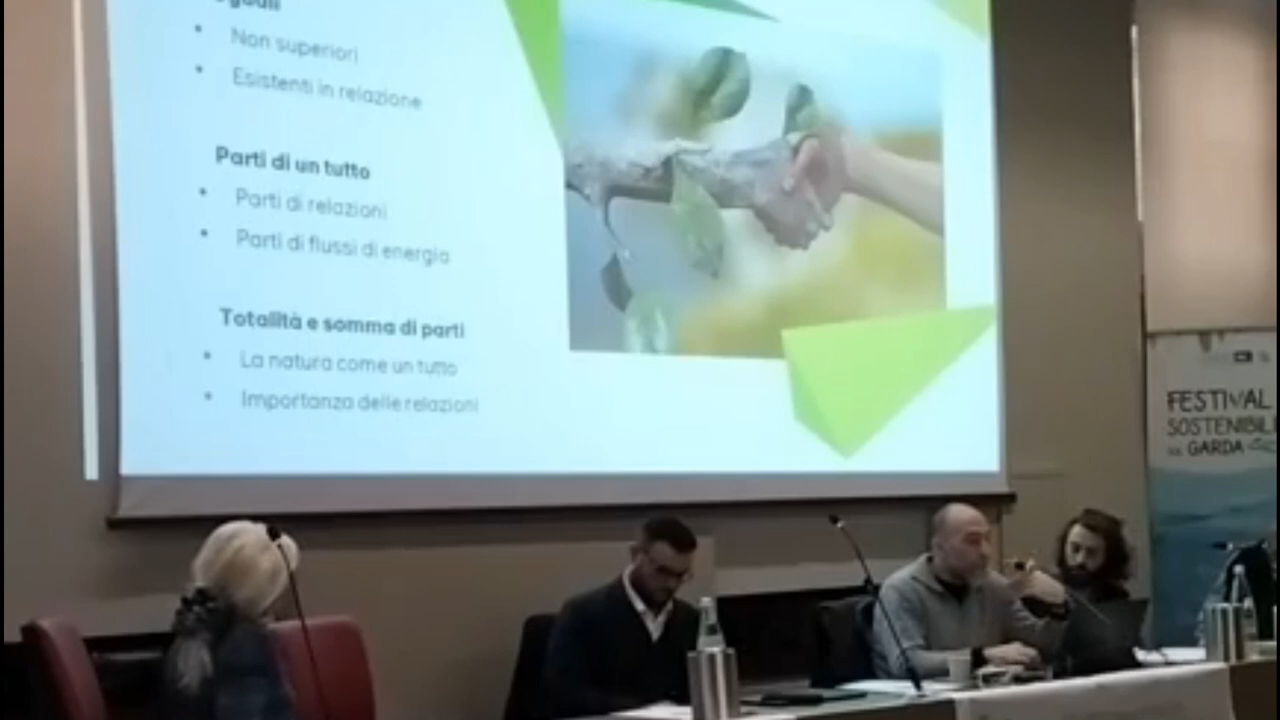 Non superiori
Esistenti in relazione
Parti di un tutto
Parti di relazioni
Parti di flussi di energia
Totalità e somma di parti
La natura come un tutto
Importanza delle relazioni
FESTIVAL
SOSTENIBIL
GARDA